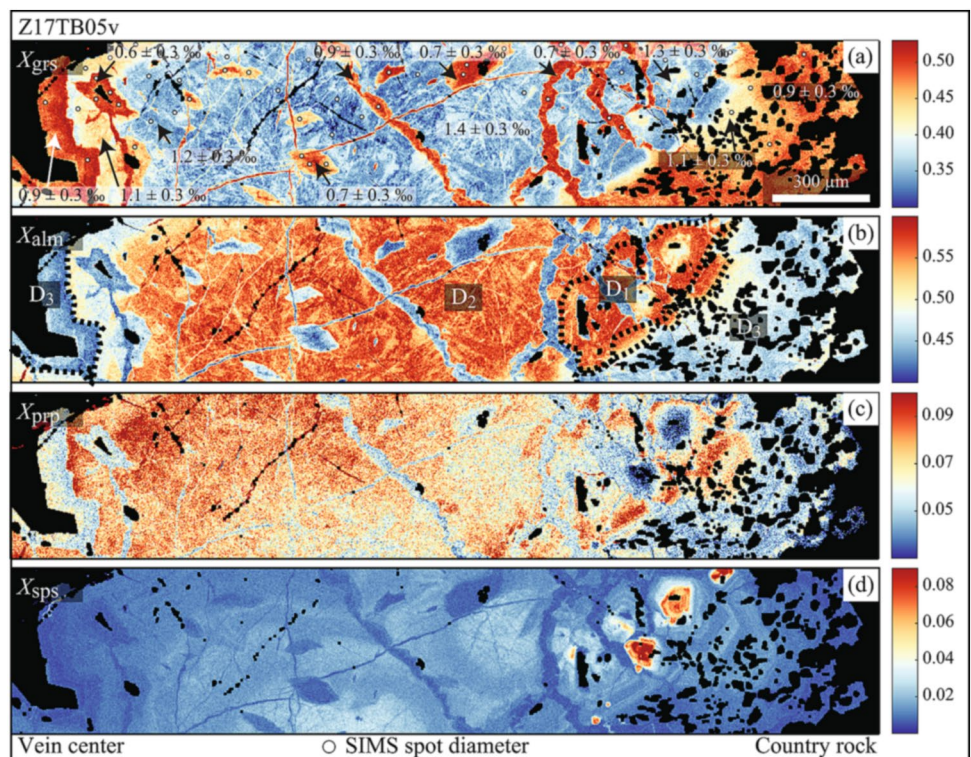 Z17TB05v
Xgrs
0.6 ± 0.3 ‰
0.9 ± 0.3 ‰
0.7 ± 0.3 ‰
0.7 ± 0.3 ‰
1.3 ± 0.3 ‰
(a)
0.9 ± 0.3 ‰
1.4 ± 0.3 ‰
1.2 ± 0.3 ‰
1.1 ± 0.3 ‰
0.9 ± 0.3 ‰
1.1 ± 0.3 ‰
0.7 ± 0.3 ‰
300 µm
0.50
0.45
0.40
0.35
Xalm
(b)
D3
D2
D1
D3
0.55
0.50
0.45
Xprp
(c)
0.09
0.07
0.05
Xsps
(d)
0.08
0.06
0.04
0.02
Vein center
SIMS spot diameter
Country rock